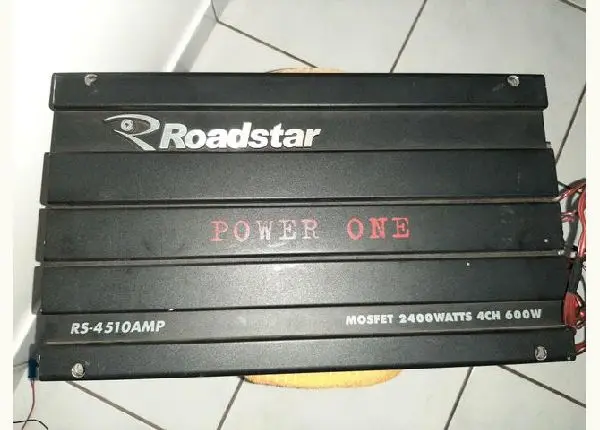 Roadstar
POWER ONE
RS-4510AMP
MOSFET 2400WATTS 4CH 600W